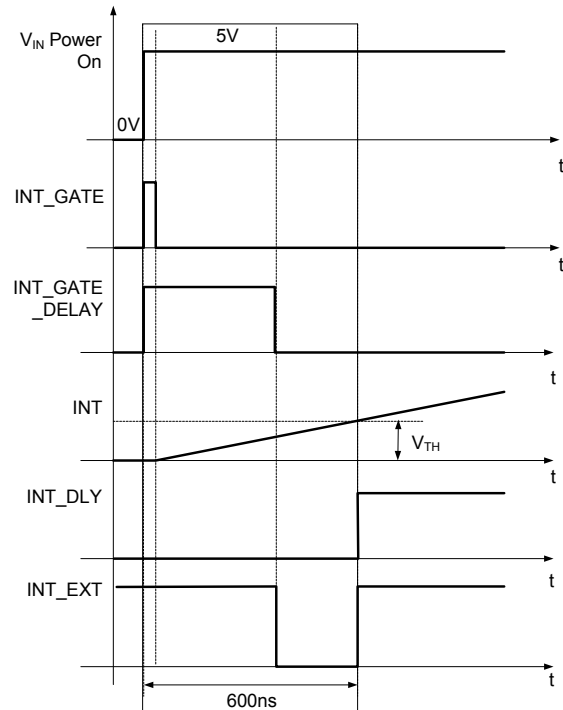 5V
VIN Power
On
0V
t
INT_GATE
t
INT_GATE
_DELAY
t
INT
VTH
t
INT_DLY
t
INT_EXT
t
600ns